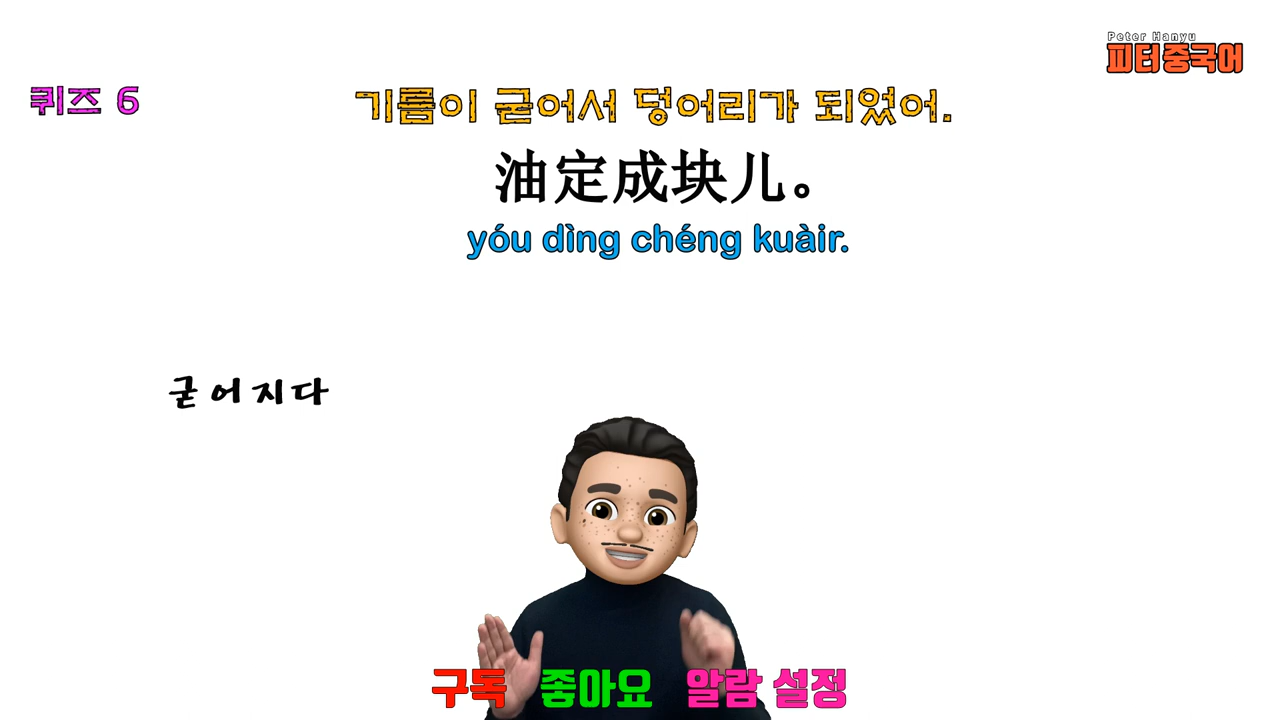 Peter Hanyu
피터 중국어
퀴즈 6
기름이 굳어서 덩어리가 되었어.
油定成块儿。
yóu dìng chéng kuàir.
굳어지다
구독 좋아요 알람 설정